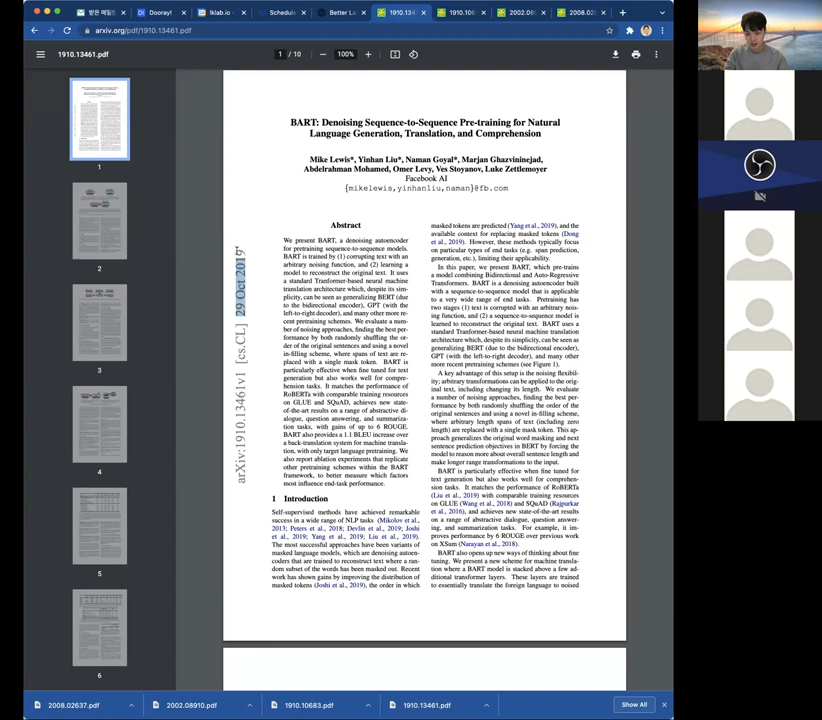 받은 메일함
Dooray!
lklab.io -
Schedule
Better La
1910.1346
1910.106
2002.089
2008.026
arxiv.org/pdf/1910.13461.pdf
1910.13461.pdf
1 / 10
100%
1
2
3
4
5
6
BART: Denoising Sequence-to-Sequence Pre-training for Natural
Language Generation, Translation, and Comprehension
Mike Lewis*, Yinhan Liu*, Naman Goyal*, Marjan Ghazvininejad,
Abdelrahman Mohamed, Omer Levy, Ves Stoyanov, Luke Zettlemoyer
Facebook AI
{mikelewis,yinhanliu,naman}@fb.com
arXiv:1910.13461v1 [cs.CL] 29 Oct 2019
Abstract
We present BART, a denoising autoencoder
for pretraining sequence-to-sequence models.
BART is trained by (1) corrupting text with an
arbitrary noising function, and (2) learning a
model to reconstruct the original text. It uses
a standard Tranformer-based neural machine
translation architecture which, despite its sim-
plicity, can be seen as generalizing BERT (due
to the bidirectional encoder), GPT (with the
left-to-right decoder), and many other more re-
cent pretraining schemes. We evaluate a num-
ber of noising approaches, finding the best per-
formance by both randomly shuffling the or-
der of the original sentences and using a novel
in-filling scheme, where spans of text are re-
placed with a single mask token. BART is
particularly effective when fine tuned for text
generation but also works well for compre-
hension tasks. It matches the performance of
RoBERTa with comparable training resources
on GLUE and SQuAD, achieves new state-
of-the-art results on a range of abstractive di-
alogue, question answering, and summariza-
tion tasks, with gains of up to 6 ROUGE.
BART also provides a 1.1 BLEU increase over
a back-translation system for machine transla-
tion, with only target language pretraining. We
also report ablation experiments that replicate
other pretraining schemes within the BART
framework, to better measure which factors
most influence end-task performance.
1 Introduction
Self-supervised methods have achieved remarkable
success in a wide range of NLP tasks (Mikolov et al.,
2013; Peters et al., 2018; Devlin et al., 2019; Joshi
et al., 2019; Yang et al., 2019; Liu et al., 2019).
The most successful approaches have been variants of
masked language models, which are denoising autoen-
coders that are trained to reconstruct text where a ran-
dom subset of the words has been masked out. Recent
work has shown gains by improving the distribution of
masked tokens (Joshi et al., 2019), the order in which
masked tokens are predicted (Yang et al., 2019), and the
available context for replacing masked tokens (Dong
et al., 2019). However, these methods typically focus
on particular types of end tasks (e.g. span prediction,
generation, etc.), limiting their applicability.
In this paper, we present BART, which pre-trains
a model combining Bidirectional and Auto-Regressive
Transformers. BART is a denoising autoencoder built
with a sequence-to-sequence model that is applicable
to a very wide range of end tasks. Pretraining has
two stages (1) text is corrupted with an arbitrary nois-
ing function, and (2) a sequence-to-sequence model is
learned to reconstruct the original text. BART uses a
standard Tranformer-based neural machine translation
architecture which, despite its simplicity, can be seen as
generalizing BERT (due to the bidirectional encoder),
GPT (with the left-to-right decoder), and many other
more recent pretraining schemes (see Figure 1).
A key advantage of this setup is the noising flexibil-
ity; arbitrary transformations can be applied to the orig-
inal text, including changing its length. We evaluate
a number of noising approaches, finding the best per-
formance by both randomly shuffling the order of the
original sentences and using a novel in-filling scheme,
where arbitrary length spans of text (including zero
length) are replaced with a single mask token. This ap-
proach generalizes the original word masking and next
sentence prediction objectives in BERT by forcing the
model to reason more about overall sentence length and
make longer range transformations to the input.
BART is particularly effective when fine tuned for
text generation but also works well for comprehen-
sion tasks. It matches the performance of RoBERTa
(Liu et al., 2019) with comparable training resources
on GLUE (Wang et al., 2018) and SQuAD (Rajpurkar
et al., 2016), and achieves new state-of-the-art results
on a range of abstractive dialogue, question answer-
ing, and summarization tasks. For example, it im-
proves performance by 6 ROUGE over previous work
on XSum (Narayan et al., 2018).
BART also opens up new ways of thinking about fine
tuning. We present a new scheme for machine transla-
tion where a BART model is stacked above a few ad-
ditional transformer layers. These layers are trained
to essentially translate the foreign language to noised
2008.02637.pdf
2002.08910.pdf
1910.10683.pdf
1910.13461.pdf
Show All